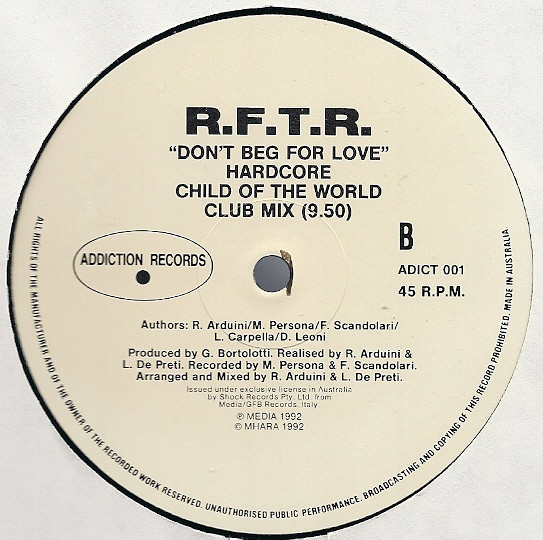 R.F.T.R.
"DON'T BEG FOR LOVE"
HARDCORE
CHILD OF THE WORLD
CLUB MIX (9.50)
B
ADDICTION RECORDS
ADICT 001
45 R.P.M.
Authors: R. Arduini/M. Persona/F. Scandolari/
L. Carpella/D. Leoni
Produced by G. Bortolotti. Realised by R. Arduini &
L. De Preti. Recorded by M. Persona & F. Scandolari.
Arranged and Mixed by R. Arduini & L. De Preti.
Issued under exclusive license in Australia
by Shock Records Pty. Ltd. from
Media/GFB Records, Italy
℗ MEDIA 1992
© MHARA 1992
ALL RIGHTS OF THE MANUFACTURER AND OF THE OWNER OF THE RECORDED WORK RESERVED. UNAUTHORISED PUBLIC PERFORMANCE, BROADCASTING AND COPYING OF THIS RECORD PROHIBITED. MADE IN AUSTRALIA